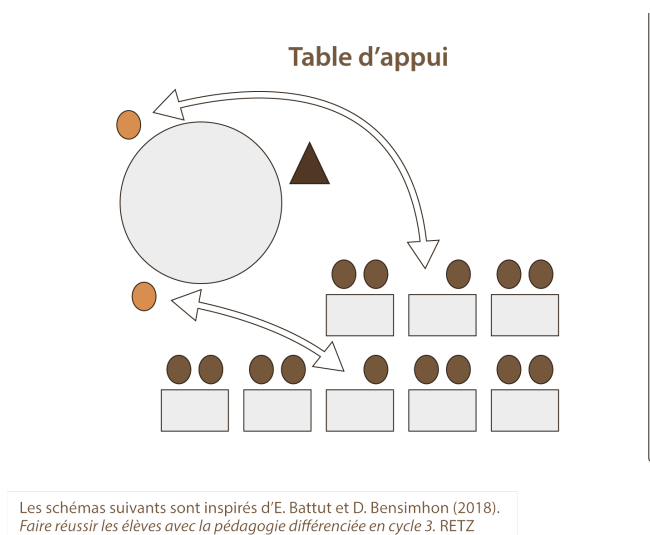 Table d’appui
Les schémas suivants sont inspirés d’E. Battut et D. Bensimhon (2018).
Faire réussir les élèves avec la pédagogie différenciée en cycle 3. RETZ